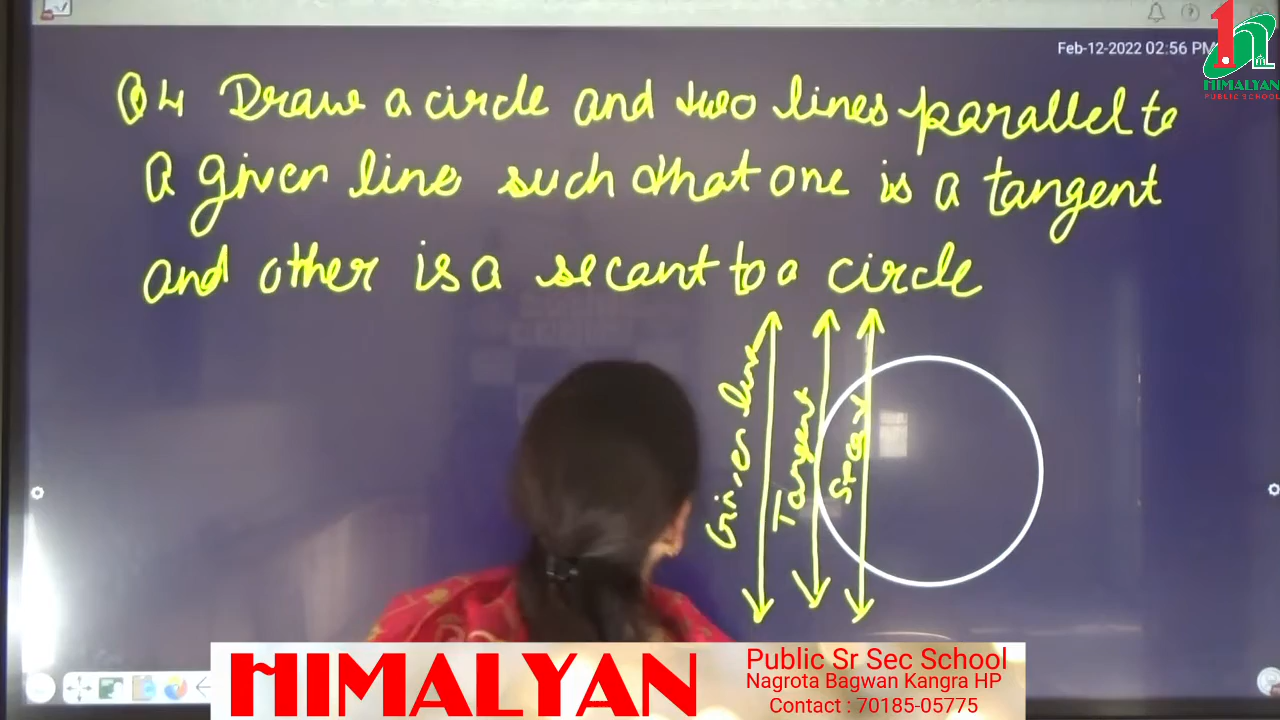 Feb-12-2022 02:56 PM
HIMALYAN
PUBLIC SCHOOL
Q4 Draw a circle and two lines parallel to
a given line such that one is a tangent
and other is a secant to a circle
Given line
Tangent
Secant
HIMALYAN
Public Sr Sec School
Nagrota Bagwan Kangra HP
Contact : 70185-05775